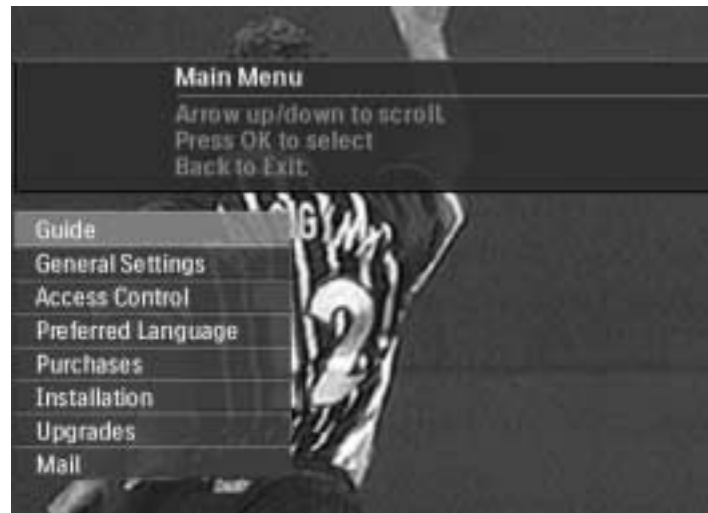 Main Menu
Arrow up/down to scroll.
Press OK to select
Back to Exit.
Guide
General Settings
Access Control
Preferred Language
Purchases
Installation
Upgrades
Mail
2